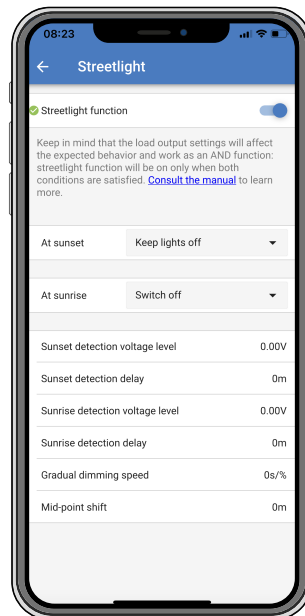 08:23
Streetlight
Streetlight function
Keep in mind that the load output settings will affect
the expected behavior and work as an AND function:
streetlight function will be on only when both
conditions are satisfied. Consult the manual to learn
more.
At sunset Keep lights off
At sunrise Switch off
Sunset detection voltage level 0.00V
Sunset detection delay 0m
Sunrise detection voltage level 0.00V
Sunrise detection delay 0m
Gradual dimming speed 0s/%
Mid-point shift 0m